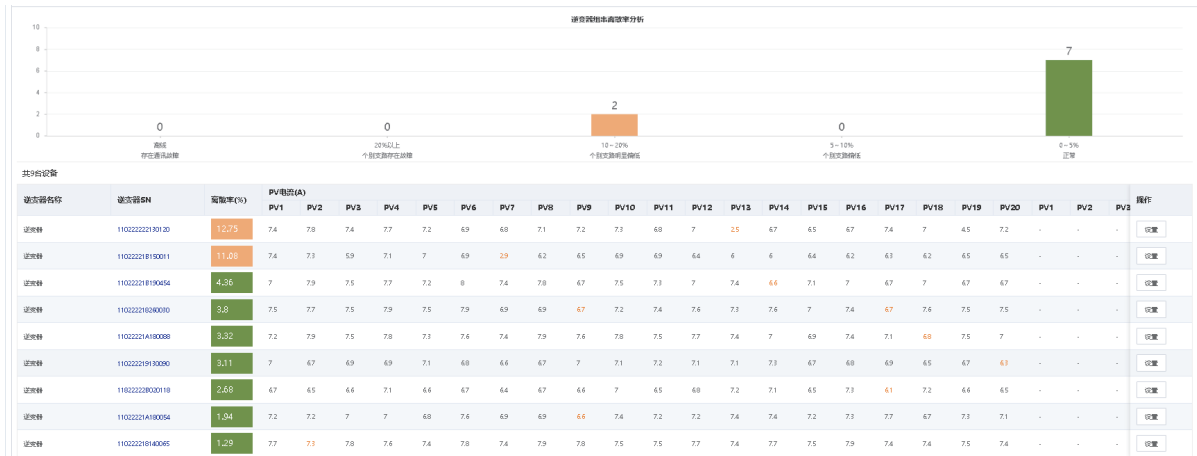 逆变器组串离散率分析
10
8
6
4
2
0
0 0 2 0 7
离线 20%以上 10~20% 5~10% 0~5%
存在通讯故障 个别支路存在故障 个别支路明显偏低 个别支路偏低 正常
共9台设备
逆变器名称 逆变器SN 离散率(%) PV电流(A) 操作
PV1 PV2 PV3 PV4 PV5 PV6 PV7 PV8 PV9 PV10 PV11 PV12 PV13 PV14 PV15 PV16 PV17 PV18 PV19 PV20 PV1 PV2 PV3
逆变器 110222222130120 12.75 7.4 7.8 7.4 7.7 7.2 6.9 6.8 7.1 7.2 7.3 6.8 7 2.5 6.7 6.5 6.7 7.4 7 4.5 7.2 - - - 设置
逆变器 11022221B150011 11.08 7.4 7.3 5.9 7.1 7 6.9 2.9 6.2 6.5 6.9 6.9 6.4 6 6 6.4 6.2 6.3 6.2 6.5 6.5 - - - 设置
逆变器 110222218190454 4.36 7 7.9 7.5 7.7 7.2 8 7.4 7.8 6.7 7.5 7.3 7 7.4 6.6 7.1 7 6.7 7 6.7 6.7 - - - 设置
逆变器 110222218260030 3.8 7.5 7.7 7.5 7.9 7.5 7.9 6.9 6.9 6.7 7.2 7.4 7.6 7.3 7.6 7 7.4 6.7 7.6 7.5 7.5 - - - 设置
逆变器 11022221A180088 3.32 7.2 7.9 7.5 7.8 7.3 7.6 7.4 7.9 7.6 7.8 7.5 7.7 7.4 7 6.9 7.4 7.1 6.8 7.5 7 - - - 设置
逆变器 110222219130090 3.11 7 6.7 6.9 6.9 7.1 6.8 6.6 6.7 7 7.1 7.2 7.1 7.1 7.3 6.7 6.8 6.9 6.5 6.7 6.3 - - - 设置
逆变器 118222228020118 2.68 6.7 6.5 6.6 7.1 6.6 6.7 6.4 6.7 6.6 7 6.5 6.8 7.2 7.1 6.5 7.3 6.1 7.2 6.6 6.5 - - - 设置
逆变器 11022221A180054 1.94 7.2 7.2 7 7 6.8 7.6 6.9 6.9 6.6 7.4 7.2 7.2 7.4 7.4 7.2 7.3 7.7 6.7 7.3 7.1 - - - 设置
逆变器 110222218140065 1.29 7.7 7.3 7.8 7.6 7.4 7.8 7.4 7.9 7.8 7.5 7.5 7.7 7.4 7.7 7.5 7.9 7.4 7.4 7.5 7.4 - - - 设置